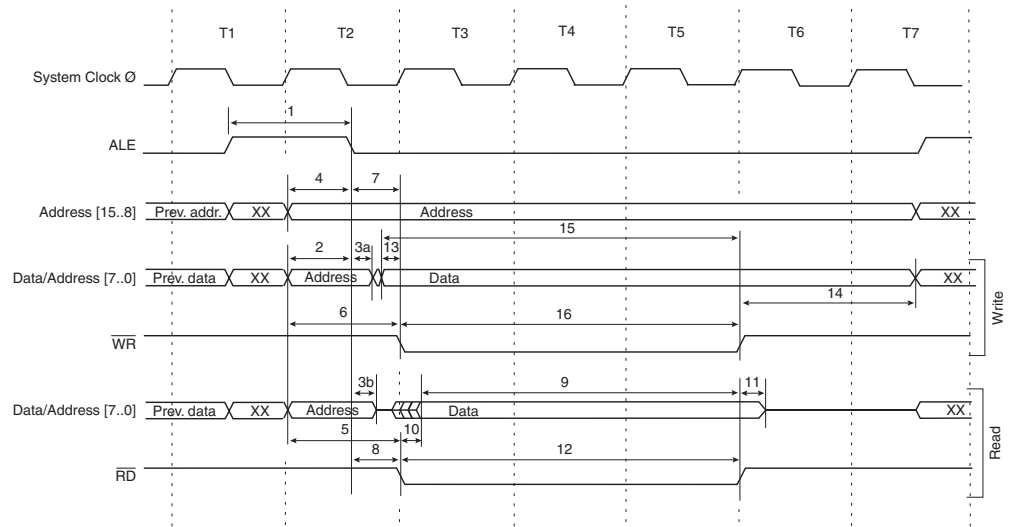 T1 T2 T3 T4 T5 T6 T7
System Clock Ø
1
ALE
4 7
Address [15..8] Prev. addr. XX Address XX
15
2 3a 13
Data/Address [7..0] Prev. data XX Address Data XX
14
6 16
WR
Write
3b 9 11
Data/Address [7..0] Prev. data XX Address Data XX
5 10
8 12
RD
Read